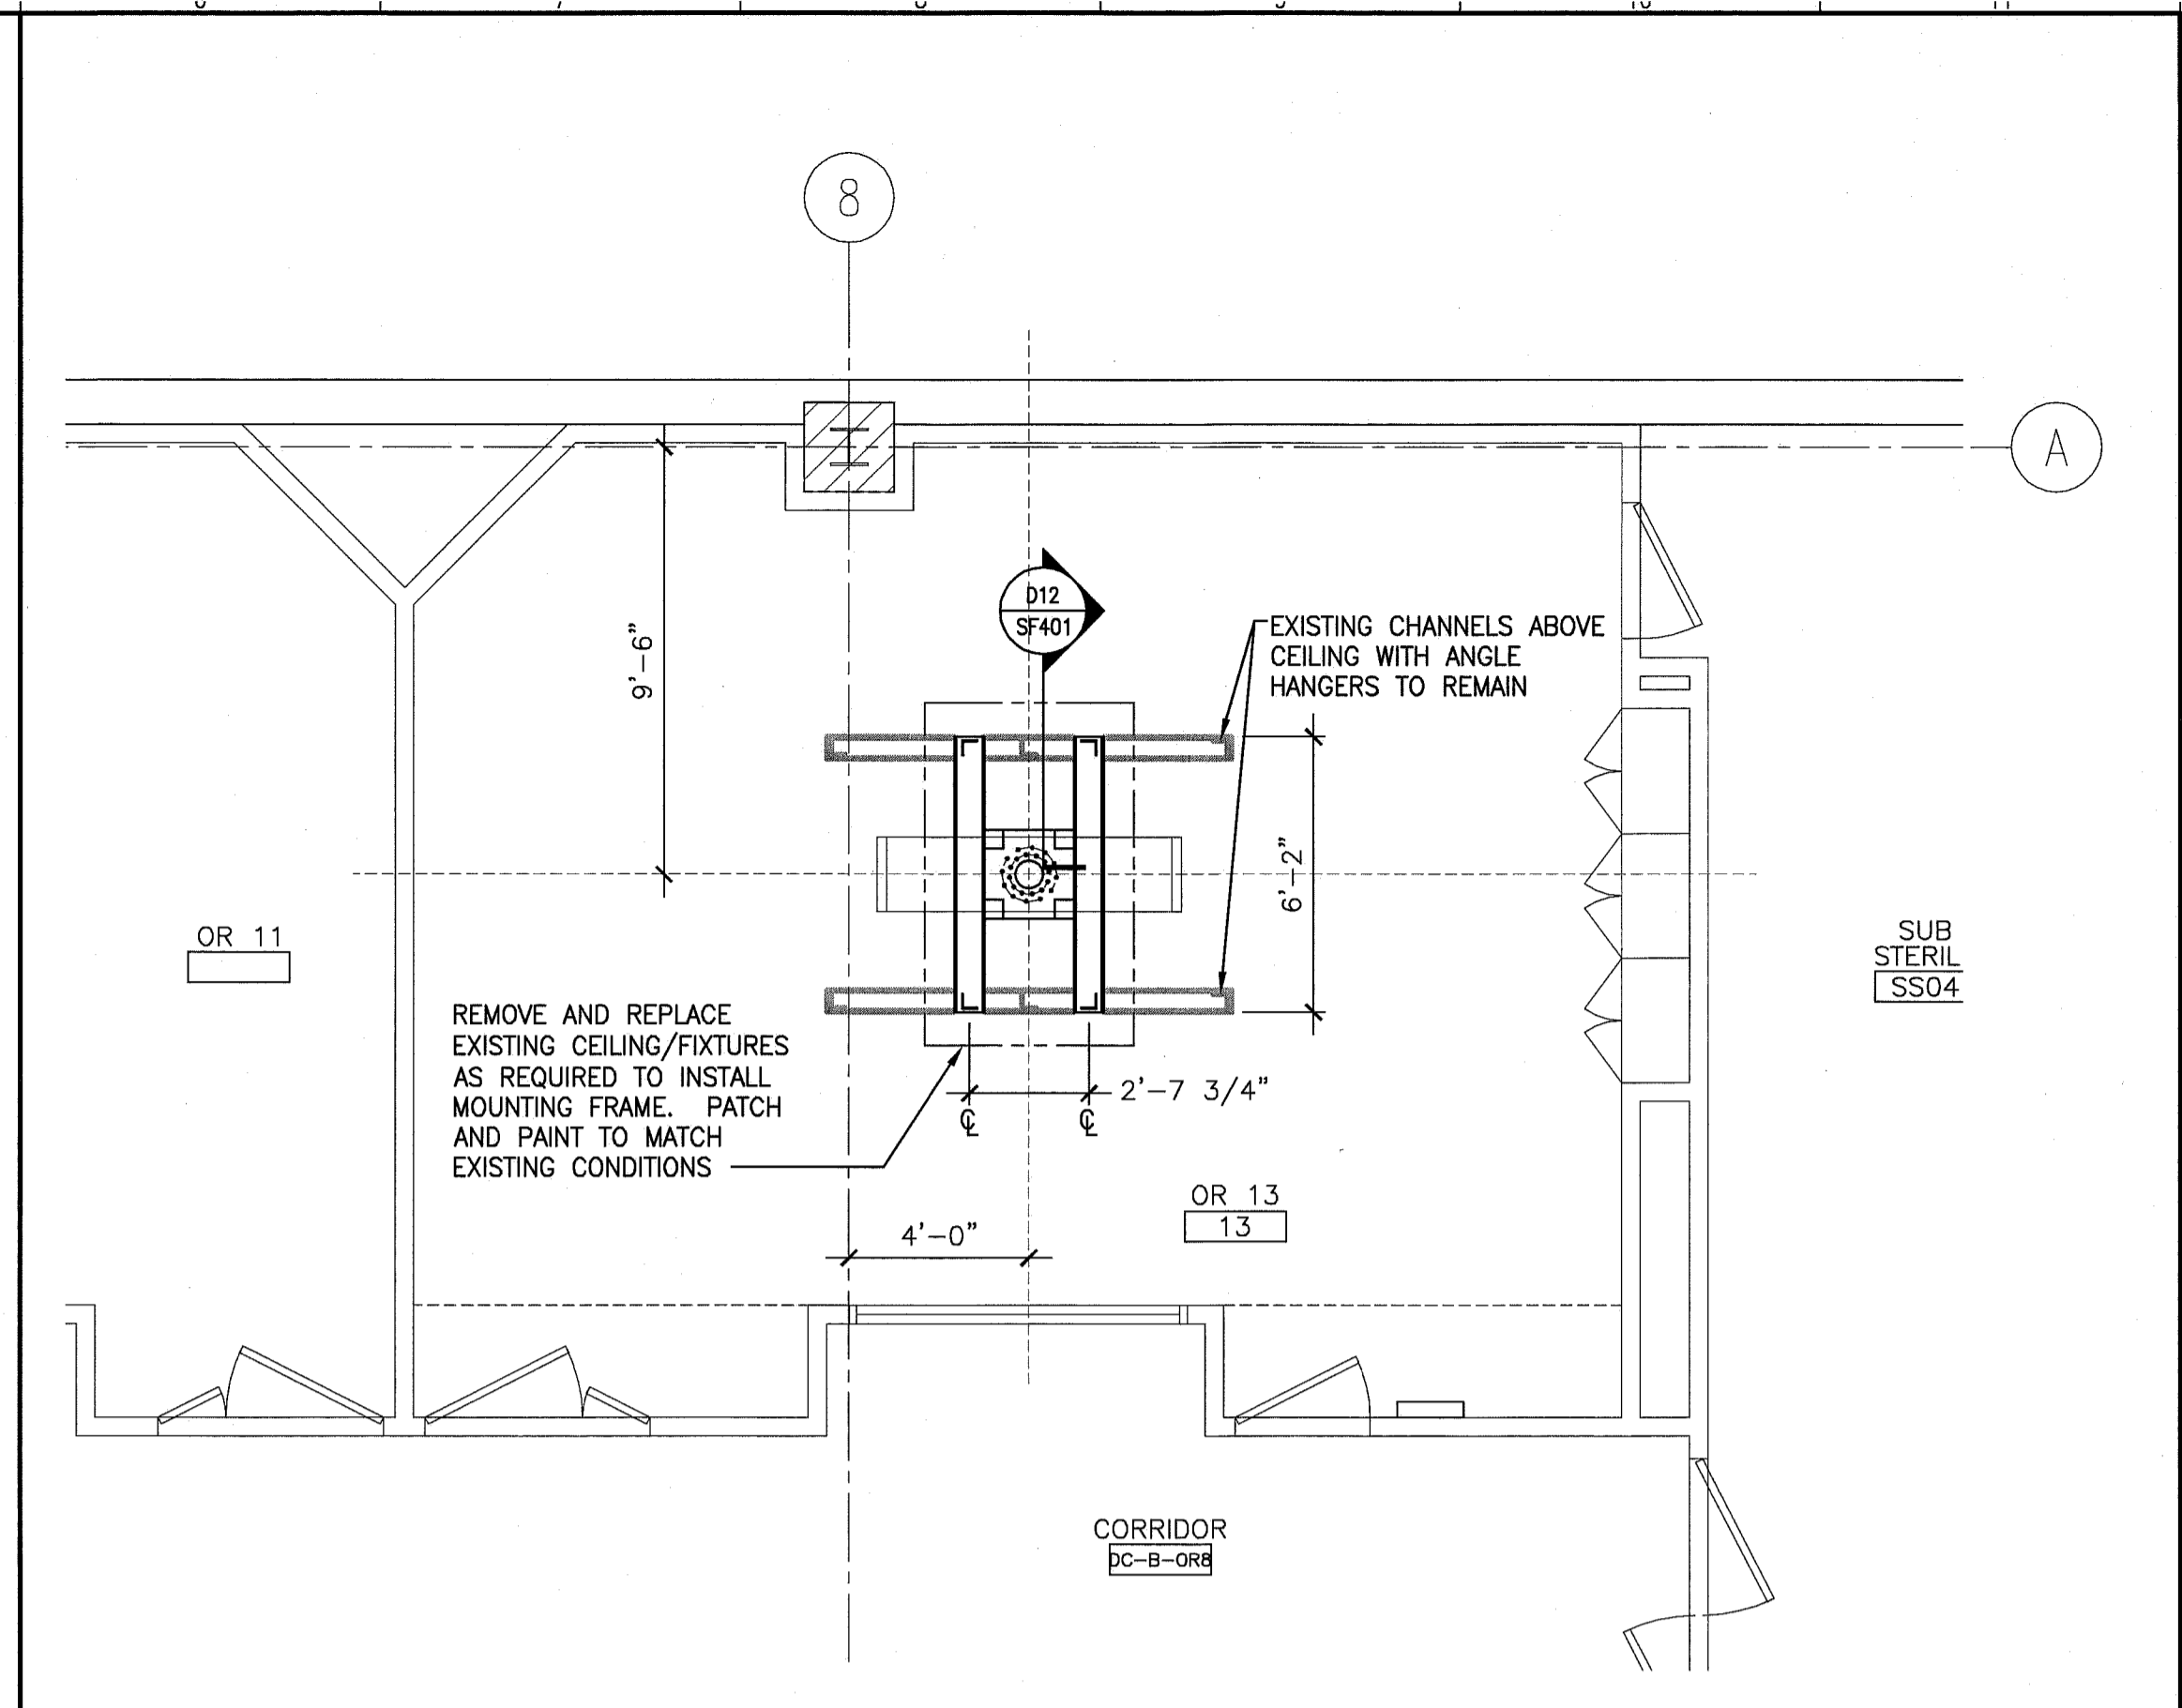 8
A
D12
SF401
9'-6"
EXISTING CHANNELS ABOVE
CEILING WITH ANGLE
HANGERS TO REMAIN
6'-2"
OR 11
SUB
STERIL
SS04
REMOVE AND REPLACE
EXISTING CEILING/FIXTURES
AS REQUIRED TO INSTALL
MOUNTING FRAME. PATCH
AND PAINT TO MATCH
EXISTING CONDITIONS
2'-7 3/4"
℄ ℄
OR 13
13
4'-0"
CORRIDOR
DC-B-OR8